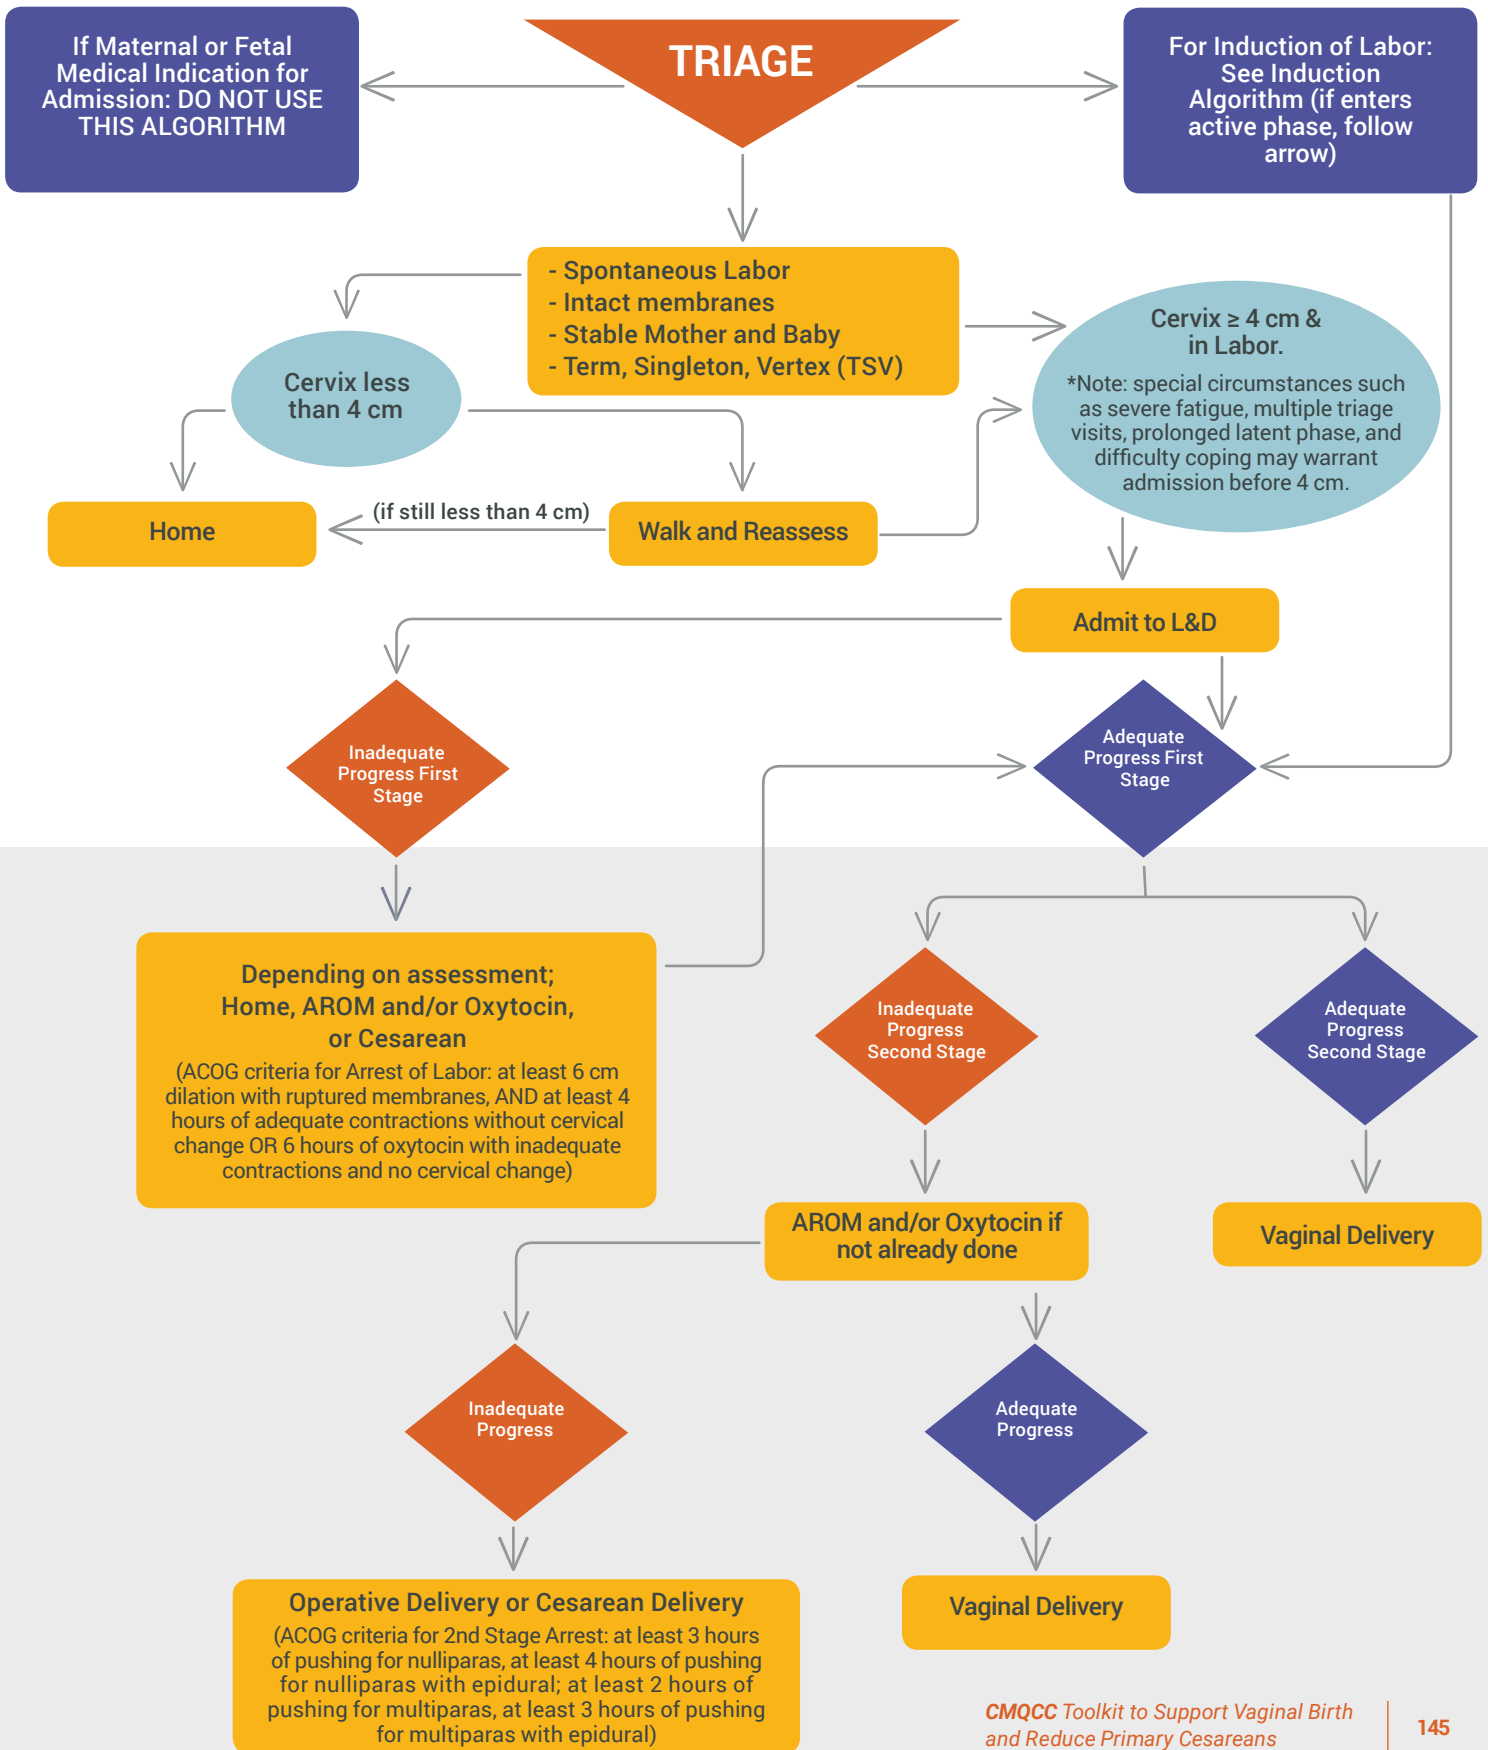 If Maternal or Fetal
Medical Indication for
Admission: DO NOT USE
THIS ALGORITHM
TRIAGE
For Induction of Labor:
See Induction
Algorithm (if enters
active phase, follow
arrow)
- Spontaneous Labor
- Intact membranes
- Stable Mother and Baby
- Term, Singleton, Vertex (TSV)
Cervix less
than 4 cm
Cervix ≥ 4 cm &
in Labor.
*Note: special circumstances such
as severe fatigue, multiple triage
visits, prolonged latent phase, and
difficulty coping may warrant
admission before 4 cm.
Home
(if still less than 4 cm)
Walk and Reassess
Admit to L&D
Inadequate
Progress First
Stage
Adequate
Progress First
Stage
Depending on assessment;
Home, AROM and/or Oxytocin,
or Cesarean
(ACOG criteria for Arrest of Labor: at least 6 cm
dilation with ruptured membranes, AND at least 4
hours of adequate contractions without cervical
change OR 6 hours of oxytocin with inadequate
contractions and no cervical change)
Inadequate
Progress
Second Stage
Adequate
Progress
Second Stage
AROM and/or Oxytocin if
not already done
Vaginal Delivery
Inadequate
Progress
Adequate
Progress
Operative Delivery or Cesarean Delivery
(ACOG criteria for 2nd Stage Arrest: at least 3 hours
of pushing for nulliparas, at least 4 hours of pushing
for nulliparas with epidural; at least 2 hours of
pushing for multiparas, at least 3 hours of pushing
for multiparas with epidural)
Vaginal Delivery
CMQCC Toolkit to Support Vaginal Birth
and Reduce Primary Cesareans
145